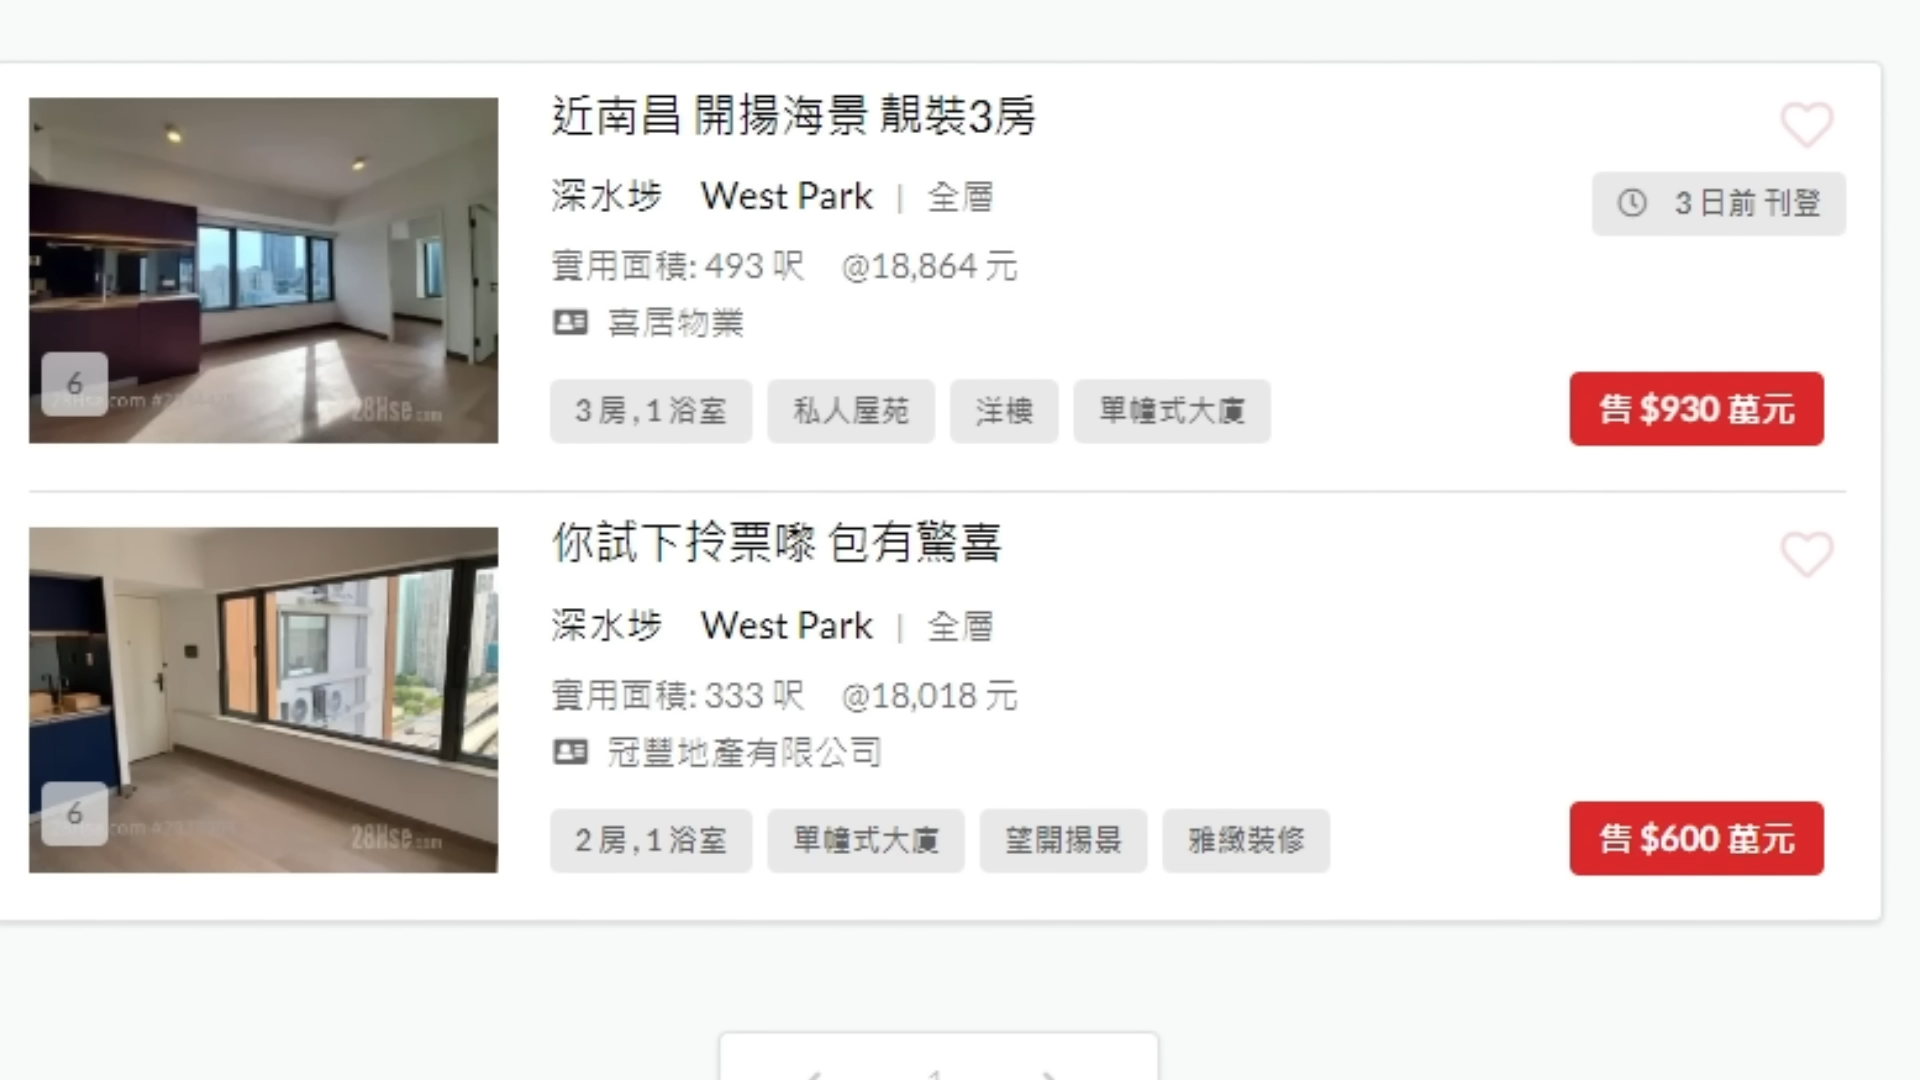 近南昌 開揚海景 靚裝3房
深水埗 West Park | 全層
3 日前 刊登
實用面積: 493 呎 @18,864 元
喜居物業
6
28Hse.com
3 房 , 1 浴室 私人屋苑 洋樓 單幢式大廈
售 $930 萬元
你試下拎票嚟 包有驚喜
深水埗 West Park | 全層
實用面積: 333 呎 @18,018 元
冠豐地產有限公司
6
28Hse.com
2 房 , 1 浴室 單幢式大廈 望開揚景 雅緻裝修
售 $600 萬元